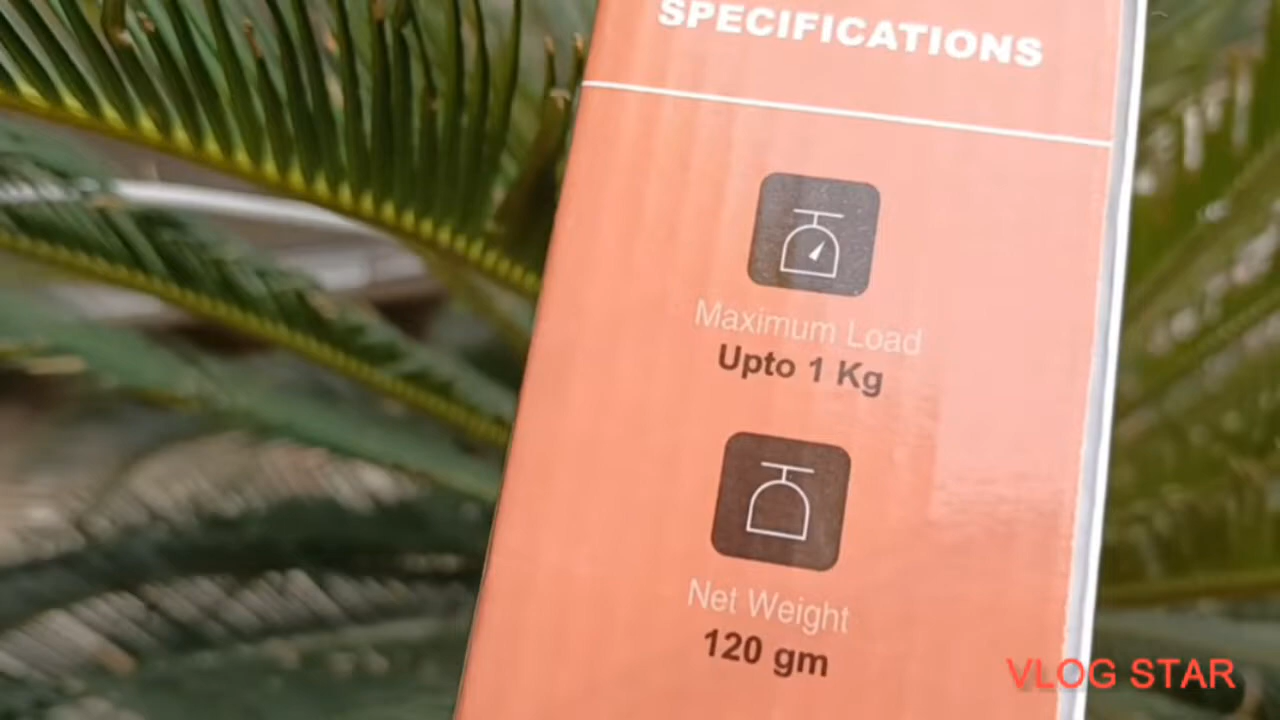 SPECIFICATIONS
Maximum Load
Upto 1 Kg
Net Weight
120 gm
VLOG STAR